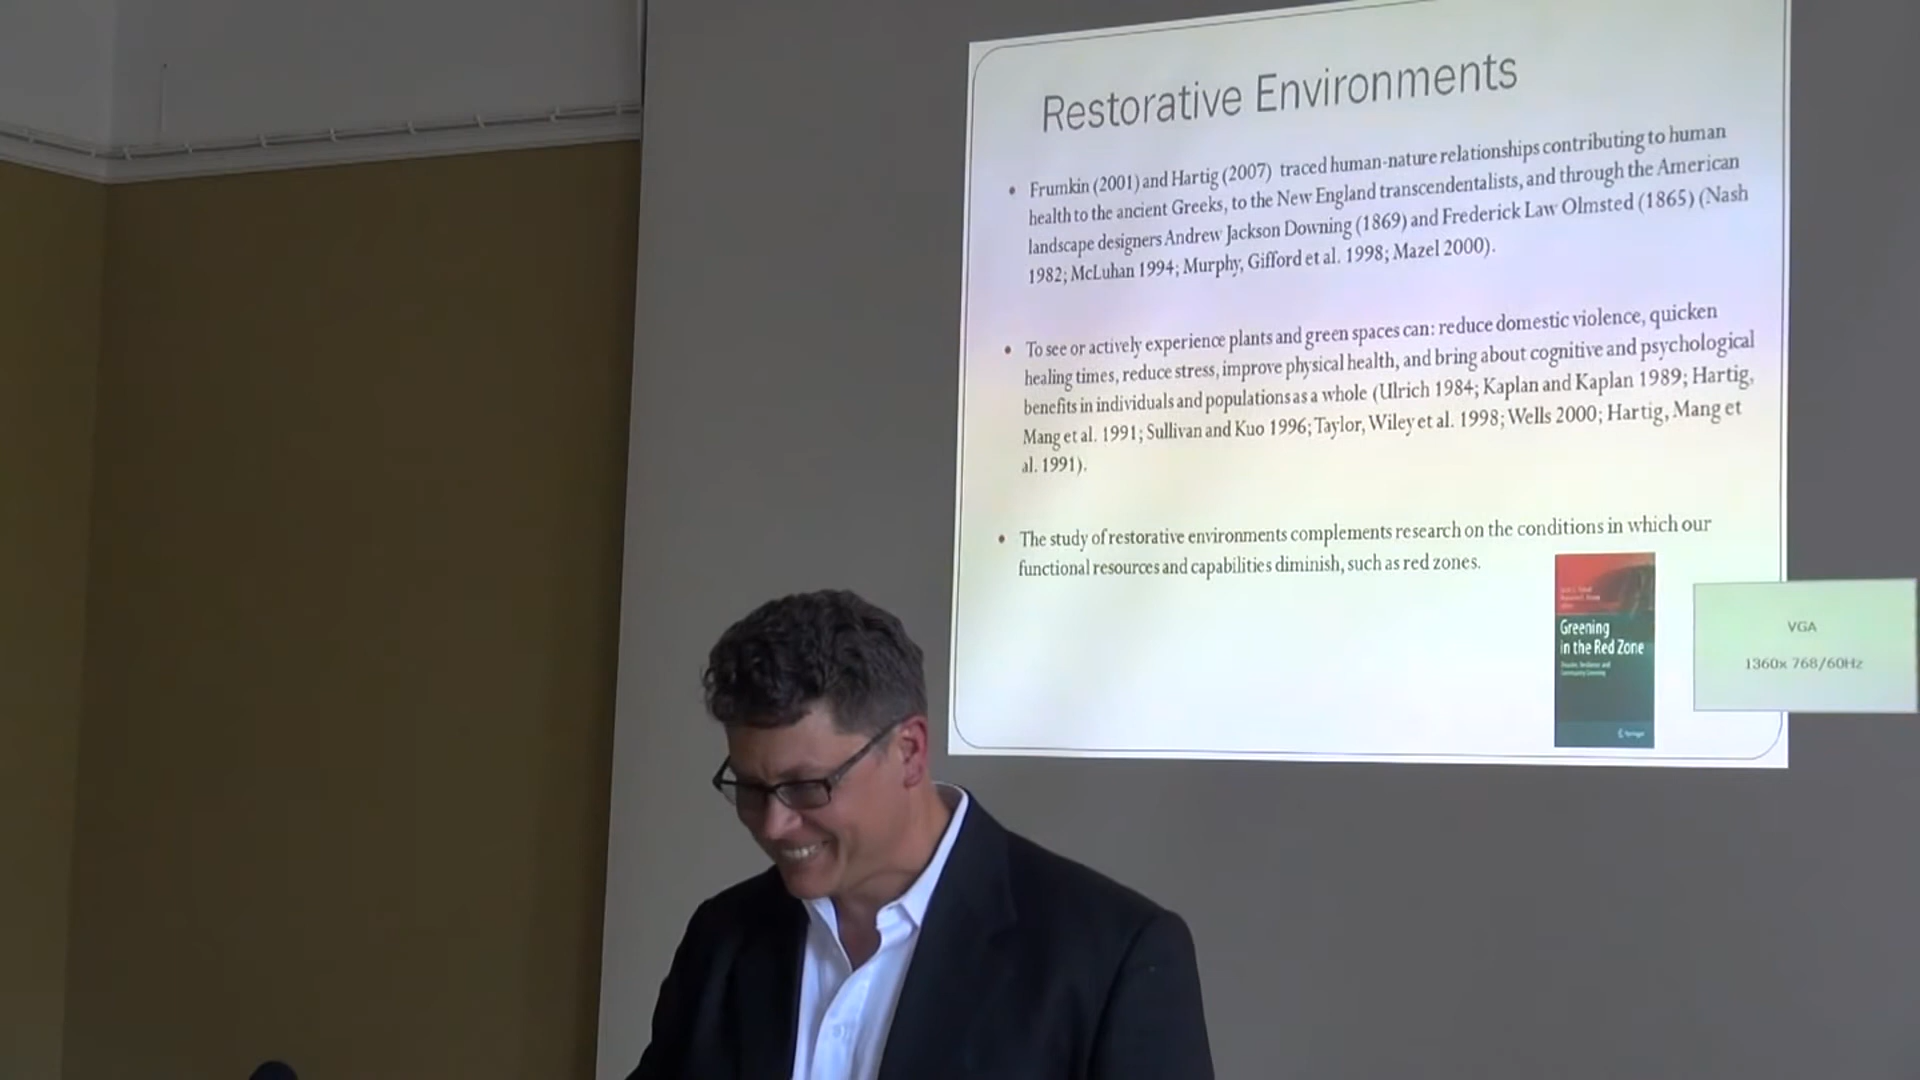 Restorative Environments
• Frumkin (2001) and Hartig (2007) traced human-nature relationships contributing to human
health to the ancient Greeks, to the New England transcendentalists, and through the American
landscape designers Andrew Jackson Downing (1869) and Frederick Law Olmsted (1865) (Nash
1982; McLuhan 1994; Murphy, Gifford et al. 1998; Mazel 2000).
• To see or actively experience plants and green spaces can: reduce domestic violence, quicken
healing times, reduce stress, improve physical health, and bring about cognitive and psychological
benefits in individuals and populations as a whole (Ulrich 1984; Kaplan and Kaplan 1989; Hartig,
Mang et al. 1991; Sullivan and Kuo 1996; Taylor, Wiley et al. 1998; Wells 2000; Hartig, Mang et
al. 1991).
• The study of restorative environments complements research on the conditions in which our
functional resources and capabilities diminish, such as red zones.
Greening
in the Red Zone
Springer
VGA
1360x 768/60Hz